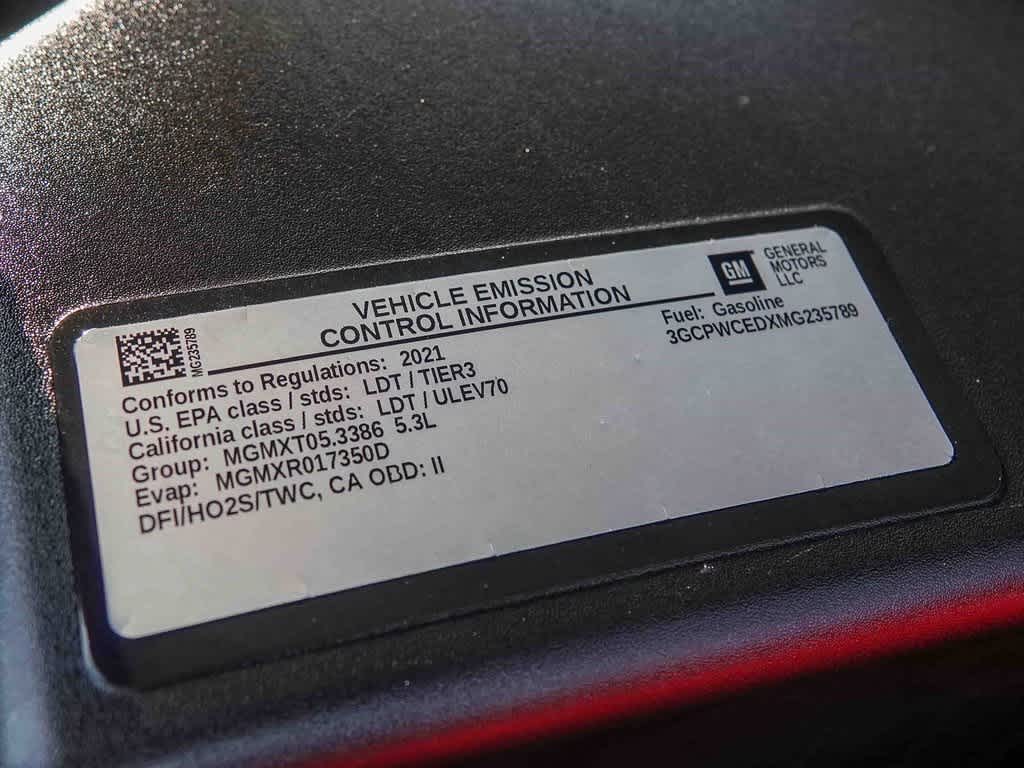 VEHICLE EMISSION
CONTROL INFORMATION
GM
GENERAL
MOTORS
LLC
MG235789
Fuel: Gasoline
3GCPWCEDXMG235789
Conforms to Regulations: 2021
U.S. EPA class / stds: LDT / TIER3
California class / stds: LDT / ULEV70
Group: MGMXT05.3386 5.3L
Evap: MGMXR017350D
DFI/HO2S/TWC, CA OBD: II